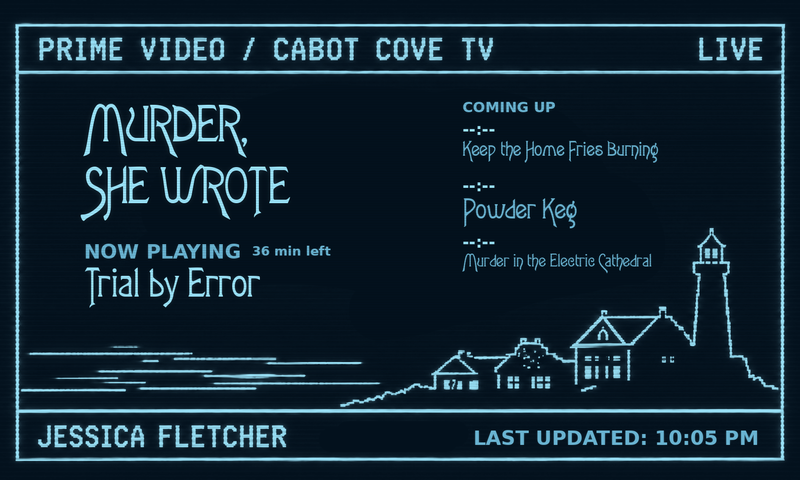 PRIME VIDEO / CABOT COVE TV
LIVE
MURDER,
SHE WROTE
NOW PLAYING 36 min left
Trial by Error
COMING UP
--:--
Keep the Home Fries Burning
--:--
Powder Keg
--:--
Murder in the Electric Cathedral
JESSICA FLETCHER
LAST UPDATED: 10:05 PM